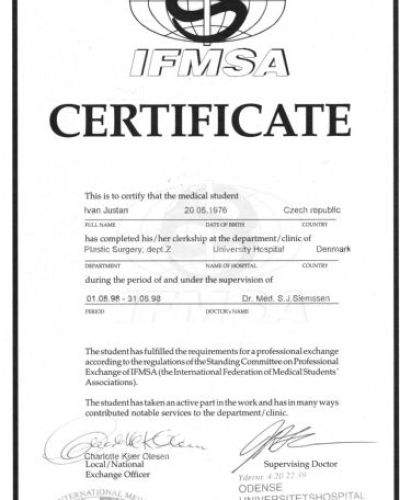 IFMSA
CERTIFICATE
This is to certify that the medical student
Ivan Justan 20.05.1976 Czech republic
FULL NAME DATE OF BIRTH COUNTRY
has completed his/her clerkship at the department/clinic of
Plastic Surgery, dept.Z University Hospital Denmark
DEPARTMENT NAME OF HOSPITAL COUNTRY
during the period of and under the supervision of
01.08.98 - 31.08.98 Dr. Med. S.J.Siemssen
PERIOD DOCTOR'S NAME
The student has fulfilled the requirements for a professional exchange
according to the regulations of the Standing Committee on Professional
Exchange of IFMSA (the International Federation of Medical Students'
Associations).
The student has taken an active part in the work and has in many ways
contributed notable services to the department/clinic.
Charlotte Kjær Olesen
Local/National
Exchange Officer
Supervising Doctor
ODENSE
UNIVERSITETSHOSPITAL
INTERNATIONAL